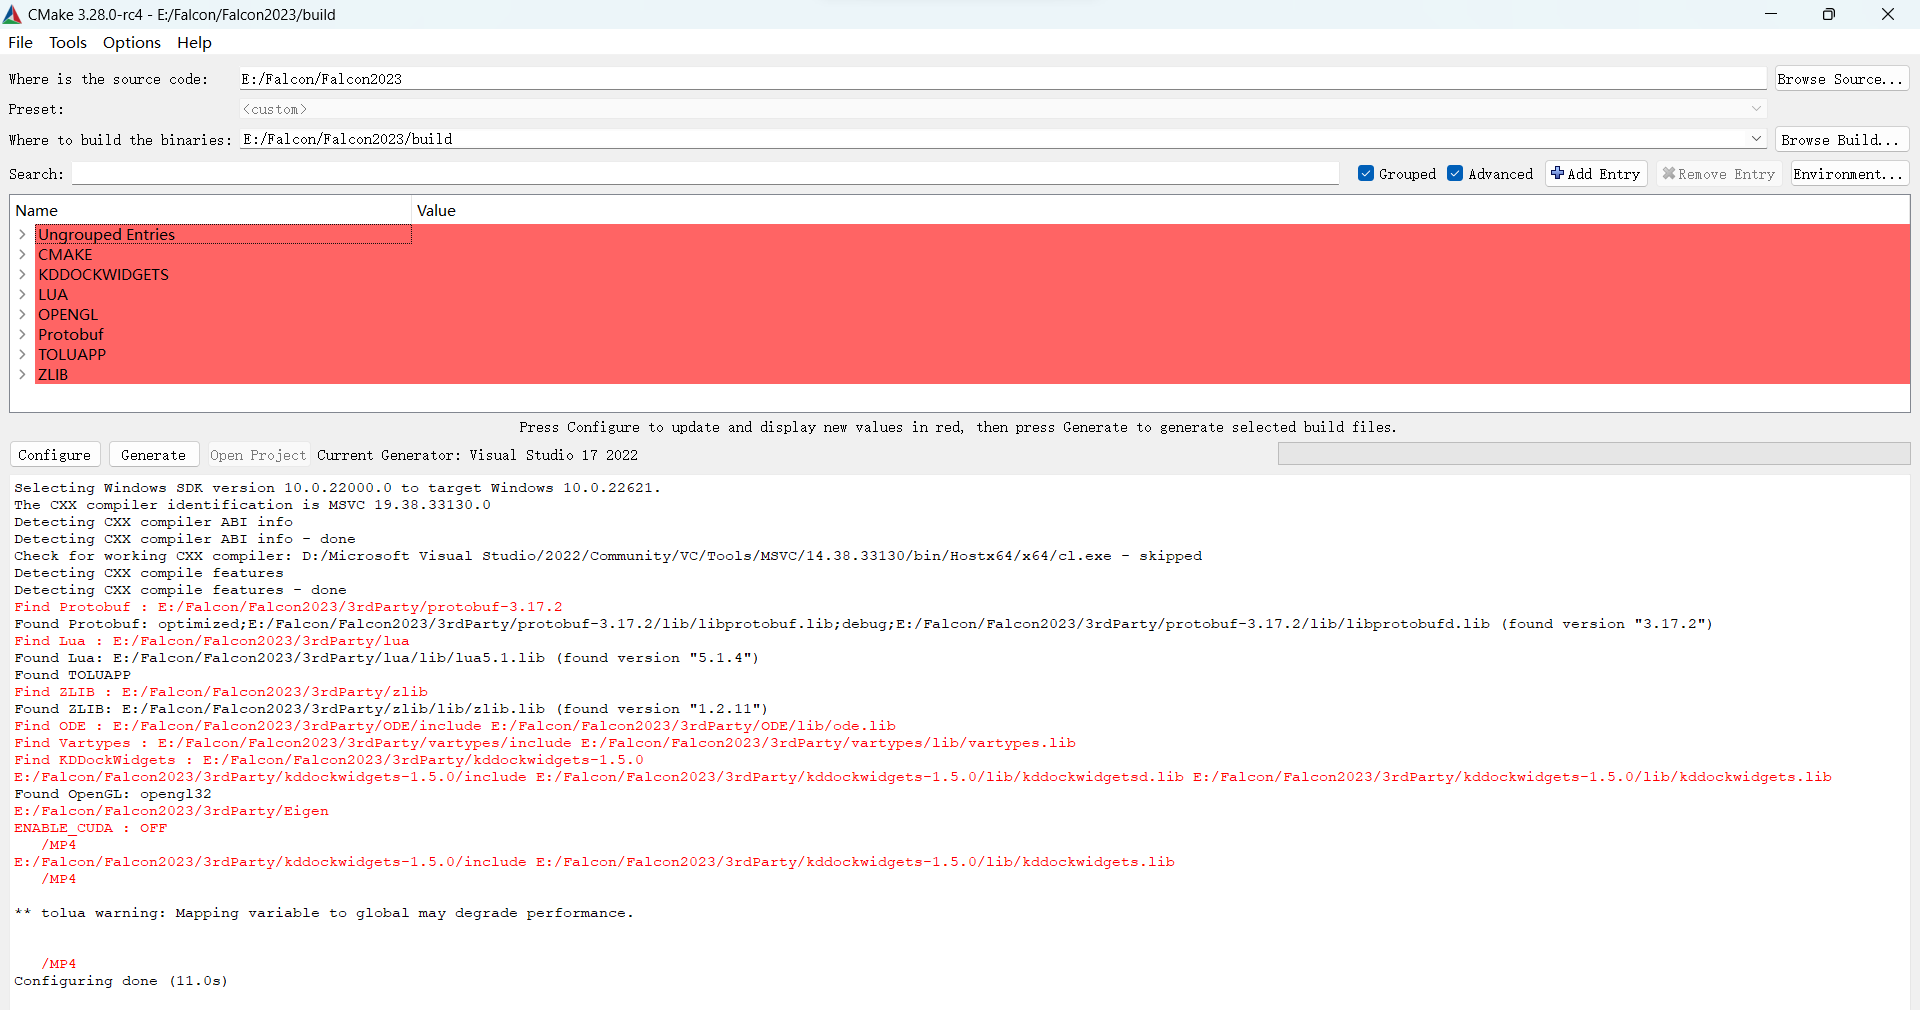 CMake 3.28.0-rc4 - E:/Falcon/Falcon2023/build
File Tools Options Help
Where is the source code: E:/Falcon/Falcon2023 Browse Source...
Preset: <custom>
Where to build the binaries: E:/Falcon/Falcon2023/build Browse Build...
Search: Grouped Advanced Add Entry Remove Entry Environment...
Name Value
Ungrouped Entries
CMAKE
KDDOCKWIDGETS
LUA
OPENGL
Protobuf
TOLUAPP
ZLIB
Press Configure to update and display new values in red, then press Generate to generate selected build files.
Configure Generate Open Project Current Generator: Visual Studio 17 2022
Selecting Windows SDK version 10.0.22000.0 to target Windows 10.0.22621.
The CXX compiler identification is MSVC 19.38.33130.0
Detecting CXX compiler ABI info
Detecting CXX compiler ABI info - done
Check for working CXX compiler: D:/Microsoft Visual Studio/2022/Community/VC/Tools/MSVC/14.38.33130/bin/Hostx64/x64/cl.exe - skipped
Detecting CXX compile features
Detecting CXX compile features - done
Find Protobuf : E:/Falcon/Falcon2023/3rdParty/protobuf-3.17.2
Found Protobuf: optimized;E:/Falcon/Falcon2023/3rdParty/protobuf-3.17.2/lib/libprotobuf.lib;debug;E:/Falcon/Falcon2023/3rdParty/protobuf-3.17.2/lib/libprotobufd.lib (found version "3.17.2")
Find Lua : E:/Falcon/Falcon2023/3rdParty/lua
Found Lua: E:/Falcon/Falcon2023/3rdParty/lua/lib/lua5.1.lib (found version "5.1.4")
Found TOLUAPP
Find ZLIB : E:/Falcon/Falcon2023/3rdParty/zlib
Found ZLIB: E:/Falcon/Falcon2023/3rdParty/zlib/lib/zlib.lib (found version "1.2.11")
Find ODE : E:/Falcon/Falcon2023/3rdParty/ODE/include E:/Falcon/Falcon2023/3rdParty/ODE/lib/ode.lib
Find Vartypes : E:/Falcon/Falcon2023/3rdParty/vartypes/include E:/Falcon/Falcon2023/3rdParty/vartypes/lib/vartypes.lib
Find KDDockWidgets : E:/Falcon/Falcon2023/3rdParty/kddockwidgets-1.5.0
E:/Falcon/Falcon2023/3rdParty/kddockwidgets-1.5.0/include E:/Falcon/Falcon2023/3rdParty/kddockwidgets-1.5.0/lib/kddockwidgetsd.lib E:/Falcon/Falcon2023/3rdParty/kddockwidgets-1.5.0/lib/kddockwidgets.lib
Found OpenGL: opengl32
E:/Falcon/Falcon2023/3rdParty/Eigen
ENABLE_CUDA : OFF
/MP4
E:/Falcon/Falcon2023/3rdParty/kddockwidgets-1.5.0/include E:/Falcon/Falcon2023/3rdParty/kddockwidgets-1.5.0/lib/kddockwidgets.lib
/MP4
** tolua warning: Mapping variable to global may degrade performance.
/MP4
Configuring done (11.0s)